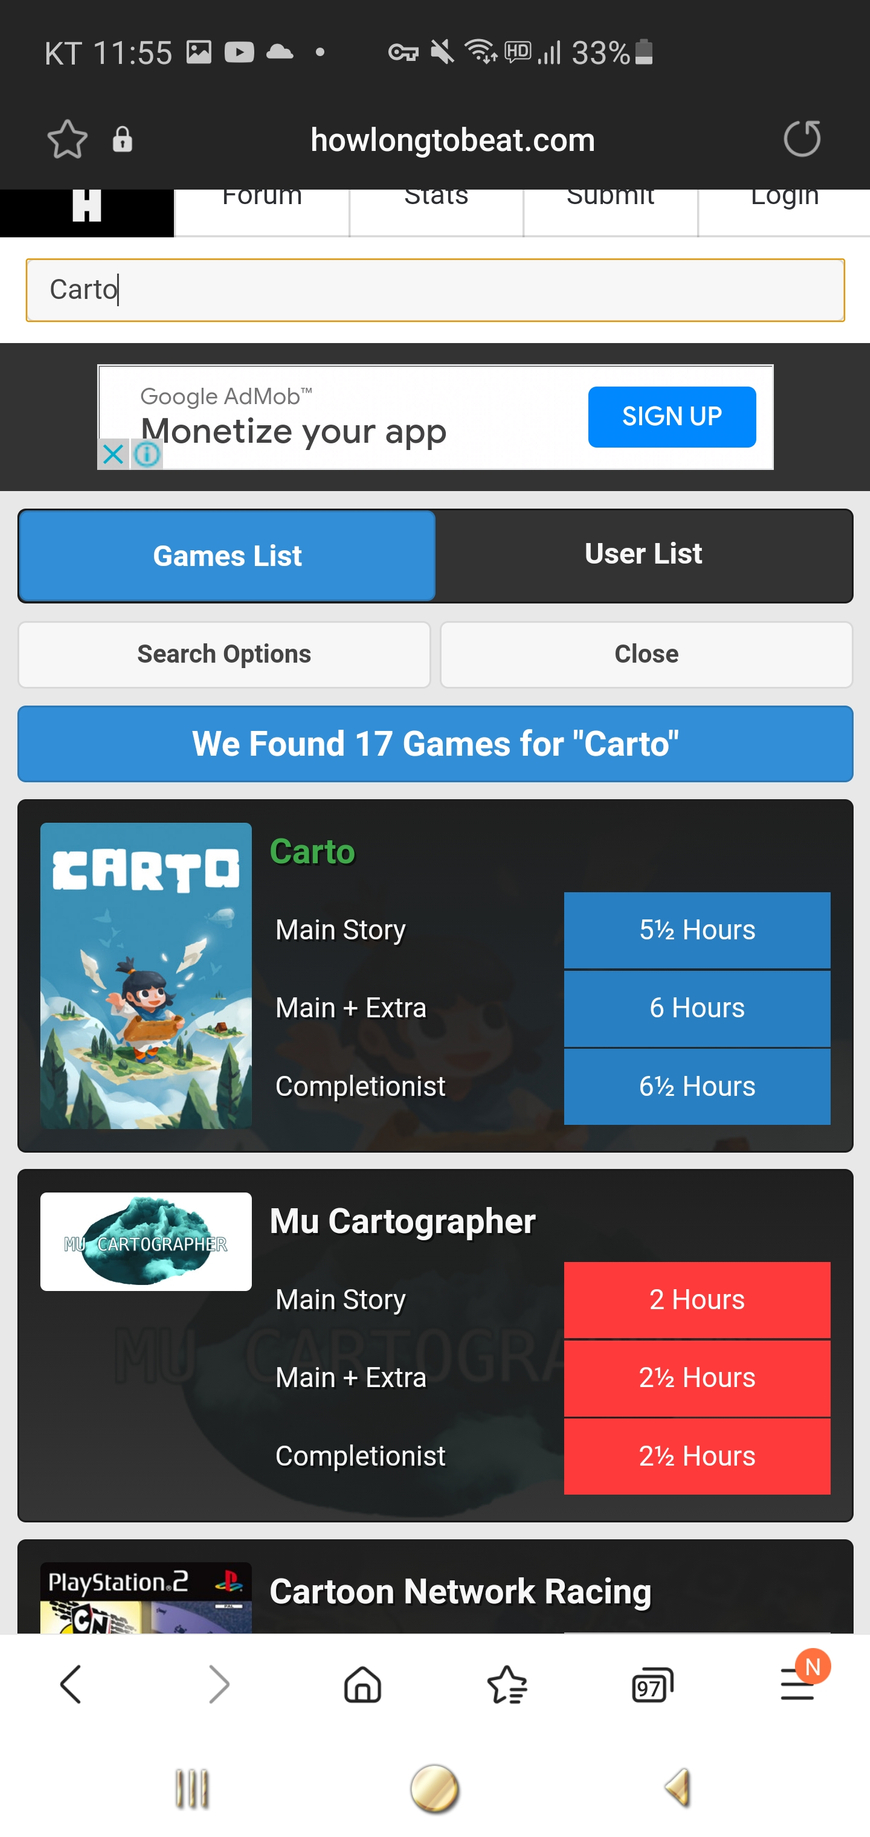 KT 11:55 HD 33%
howlongtobeat.com
H Forum Stats Submit Login
Carto
Google AdMob™
Monetize your app
SIGN UP
Games List User List
Search Options Close
We Found 17 Games for "Carto"
CARTO
Carto
Main Story 5½ Hours
Main + Extra 6 Hours
Completionist 6½ Hours
MU CARTOGRAPHER
Mu Cartographer
Main Story 2 Hours
Main + Extra 2½ Hours
Completionist 2½ Hours
PlayStation.2
CN
Cartoon Network Racing
97
N